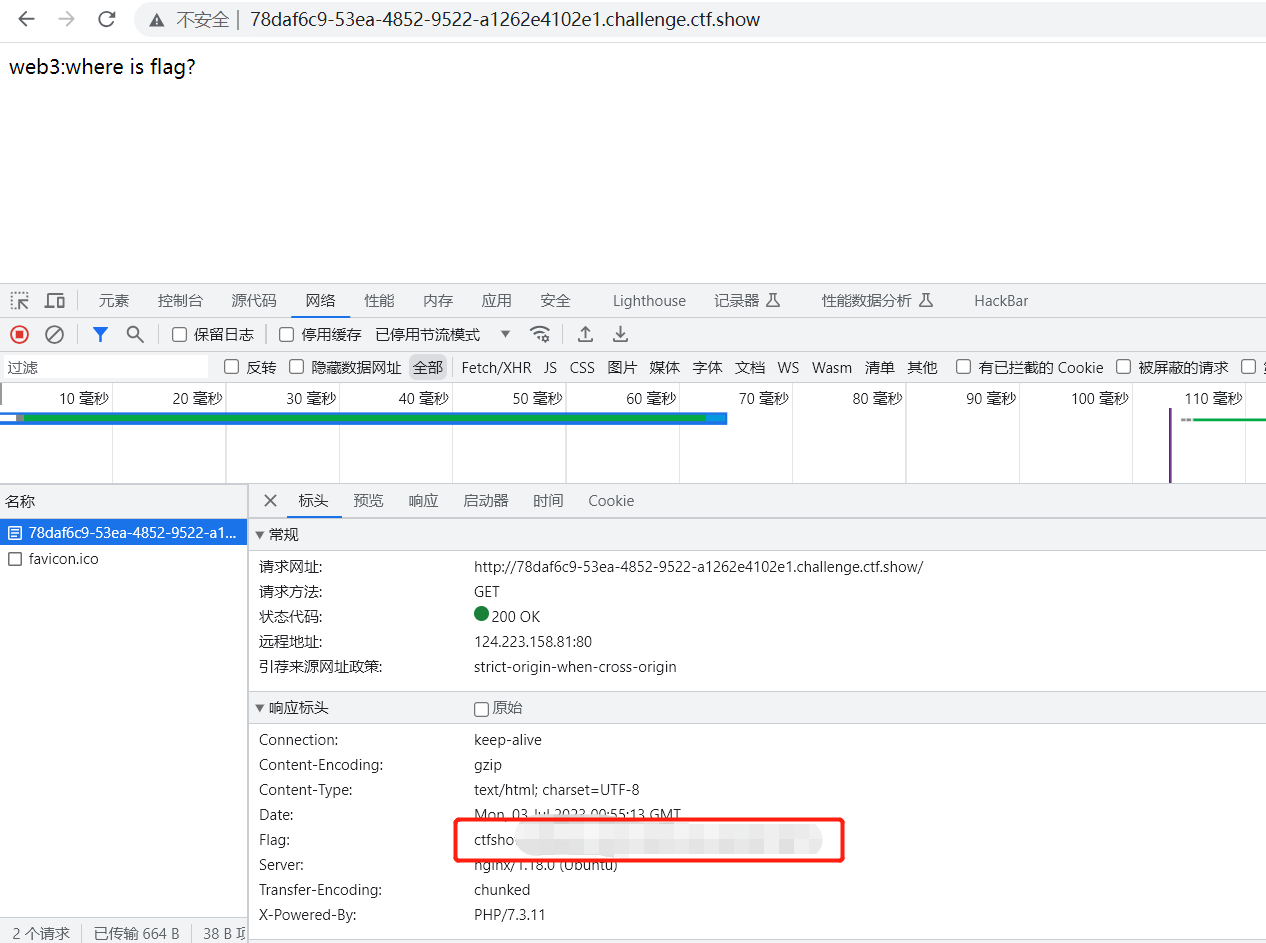 不安全 78daf6c9-53ea-4852-9522-a1262e4102e1.challenge.ctf.show
web3:where is flag?
元素 控制台 源代码 网络 性能 内存 应用 安全 Lighthouse 记录器 性能数据分析 HackBar
保留日志 停用缓存 已停用节流模式
过滤 反转 隐藏数据网址 全部 Fetch/XHR JS CSS 图片 媒体 字体 文档 WS Wasm 清单 其他 有已拦截的 Cookie 被屏蔽的请求
10 毫秒 20 毫秒 30 毫秒 40 毫秒 50 毫秒 60 毫秒 70 毫秒 80 毫秒 90 毫秒 100 毫秒 110 毫秒
名称
78daf6c9-53ea-4852-9522-a1...
favicon.ico
标头 预览 响应 启动器 时间 Cookie
常规
请求网址: http://78daf6c9-53ea-4852-9522-a1262e4102e1.challenge.ctf.show/
请求方法: GET
状态代码: 200 OK
远程地址: 124.223.158.81:80
引荐来源网址政策: strict-origin-when-cross-origin
响应标头 原始
Connection: keep-alive
Content-Encoding: gzip
Content-Type: text/html; charset=UTF-8
Date: Mon, 03 Jul 2023 00:55:13 GMT
Flag: ctfsho
Server: nginx/1.18.0 (Ubuntu)
Transfer-Encoding: chunked
X-Powered-By: PHP/7.3.11
2 个请求 已传输 664 B 38 B